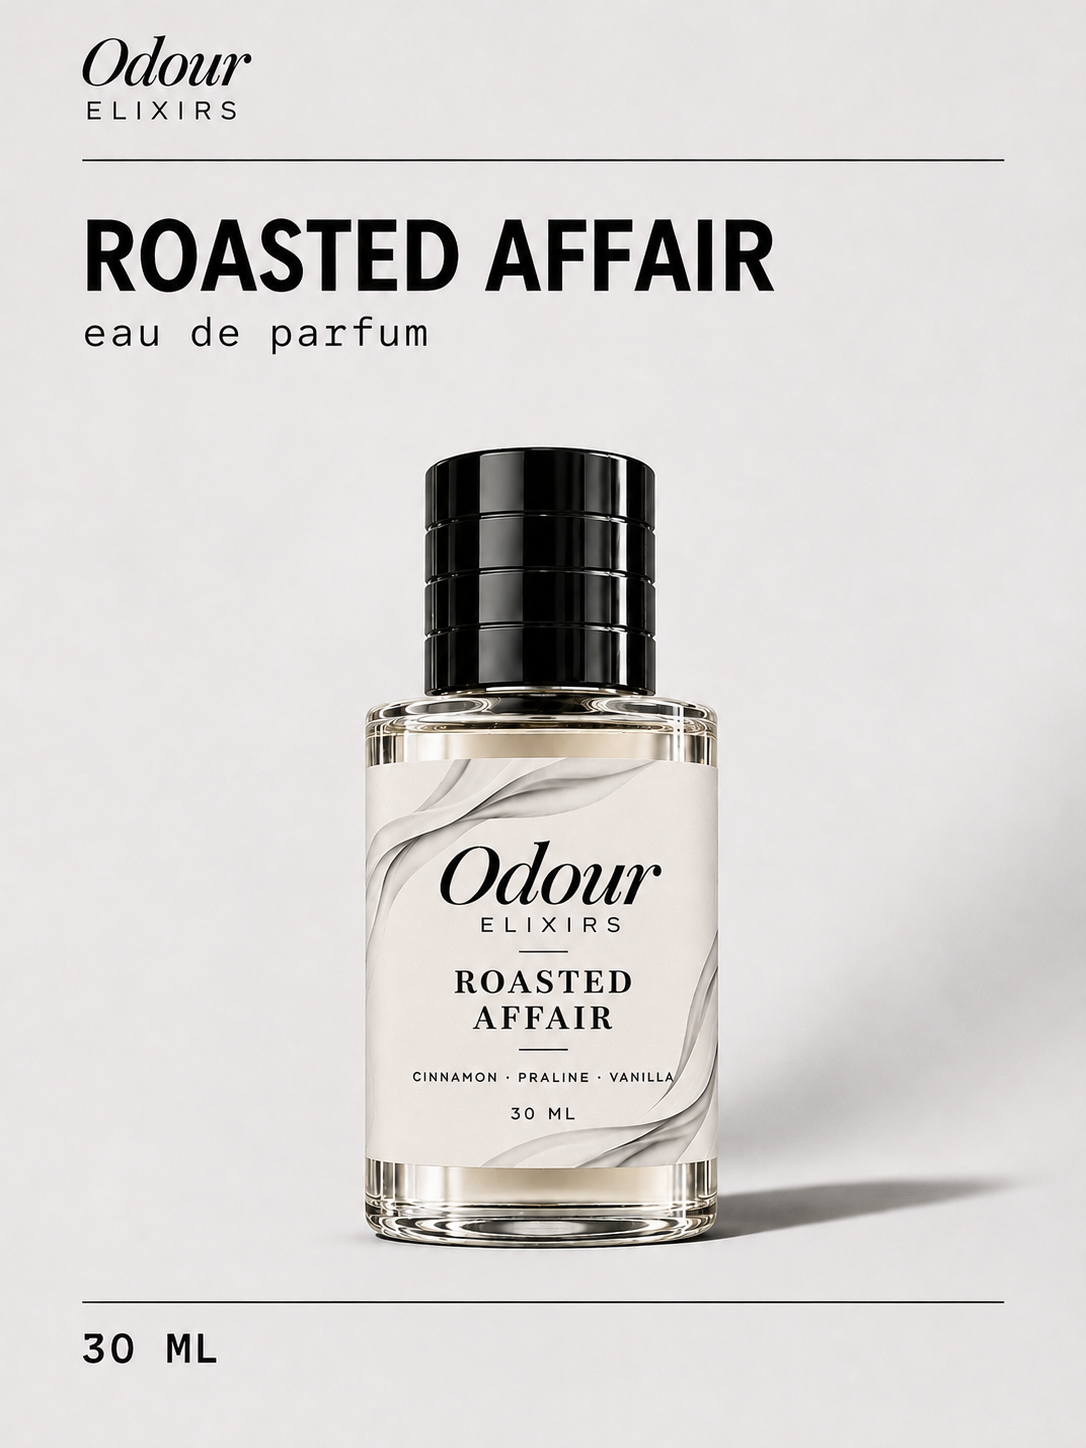 Odour
ELIXIRS
ROASTED AFFAIR
eau de parfum
Odour
ELIXIRS
ROASTED
AFFAIR
CINNAMON · PRALINE · VANILLA
30 ML
30 ML